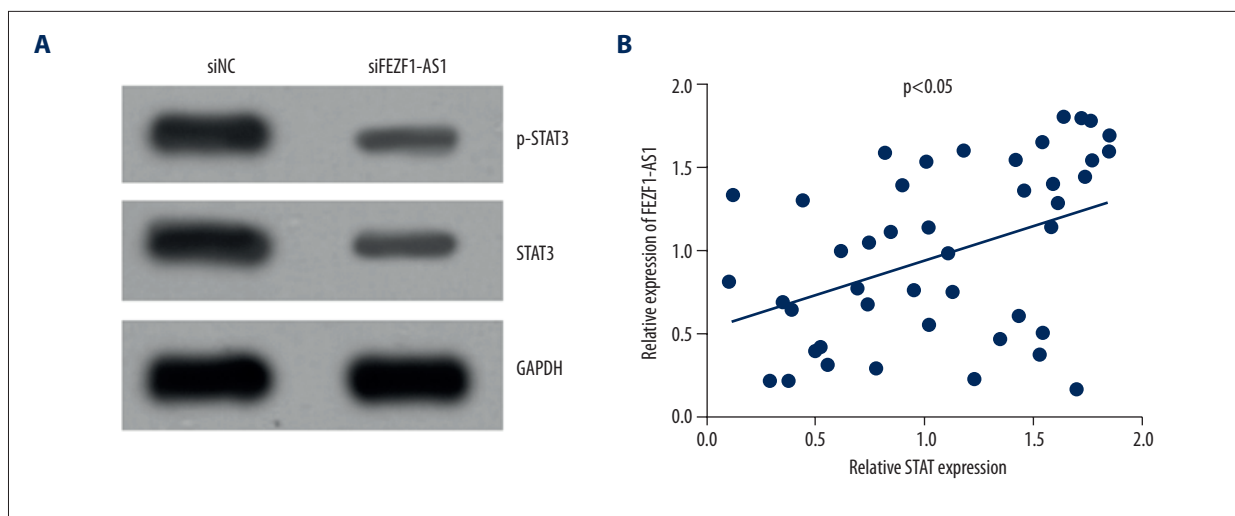 A
siNC siFEZF1-AS1
p-STAT3
STAT3
GAPDH
B
p<0.05
Relative expression of FEZF1-AS1
2.0
1.5
1.0
0.5
0.0
0.0 0.5 1.0 1.5 2.0
Relative STAT expression